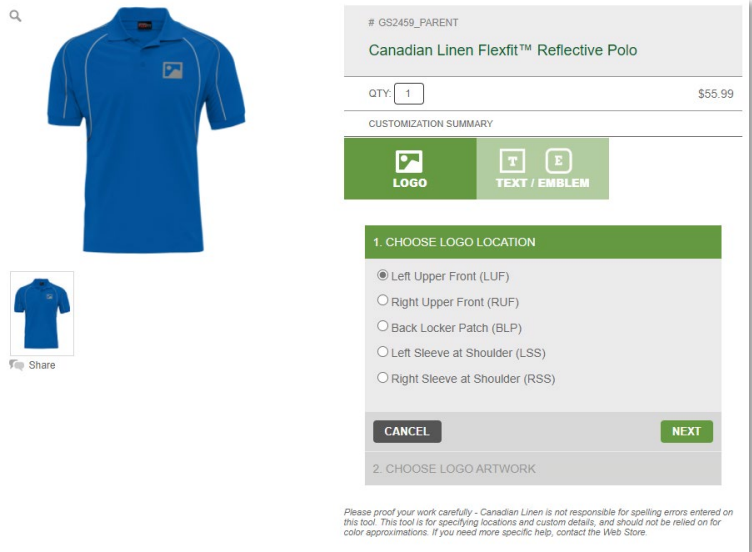 # GS2459_PARENT
Canadian Linen Flexfit™ Reflective Polo
QTY: 1 $55.99
CUSTOMIZATION SUMMARY
LOGO
T E
TEXT / EMBLEM
1. CHOOSE LOGO LOCATION
Left Upper Front (LUF)
Right Upper Front (RUF)
Back Locker Patch (BLP)
Left Sleeve at Shoulder (LSS)
Right Sleeve at Shoulder (RSS)
Share
CANCEL NEXT
2. CHOOSE LOGO ARTWORK
Please proof your work carefully - Canadian Linen is not responsible for spelling errors entered on
this tool. This tool is for specifying locations and custom details, and should not be relied on for
color approximations. If you need more specific help, contact the Web Store.